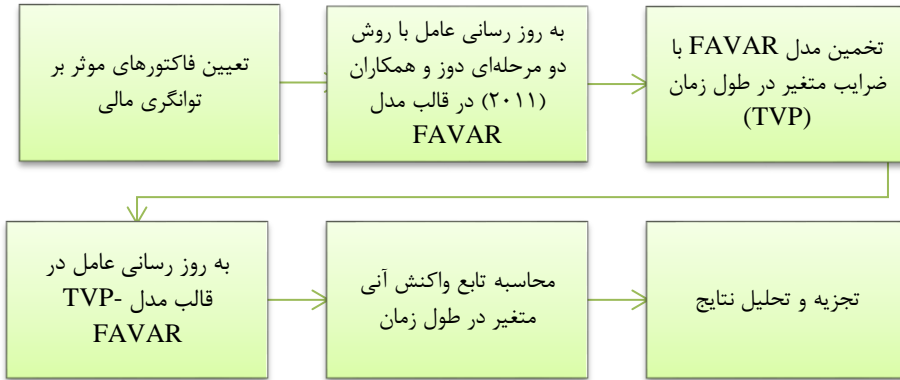 تعیین فاکتورهای موثر بر
توانگری مالی
به روز رسانی عامل با روش
دو مرحله‌ای دوز و همکاران
(۲۰۱۱) در قالب مدل
FAVAR
تخمین مدل FAVAR با
ضرایب متغیر در طول زمان
(TVP)
به روز رسانی عامل در
قالب مدل TVP-
FAVAR
محاسبه تابع واکنش آنی
متغیر در طول زمان
تجزیه و تحلیل نتایج